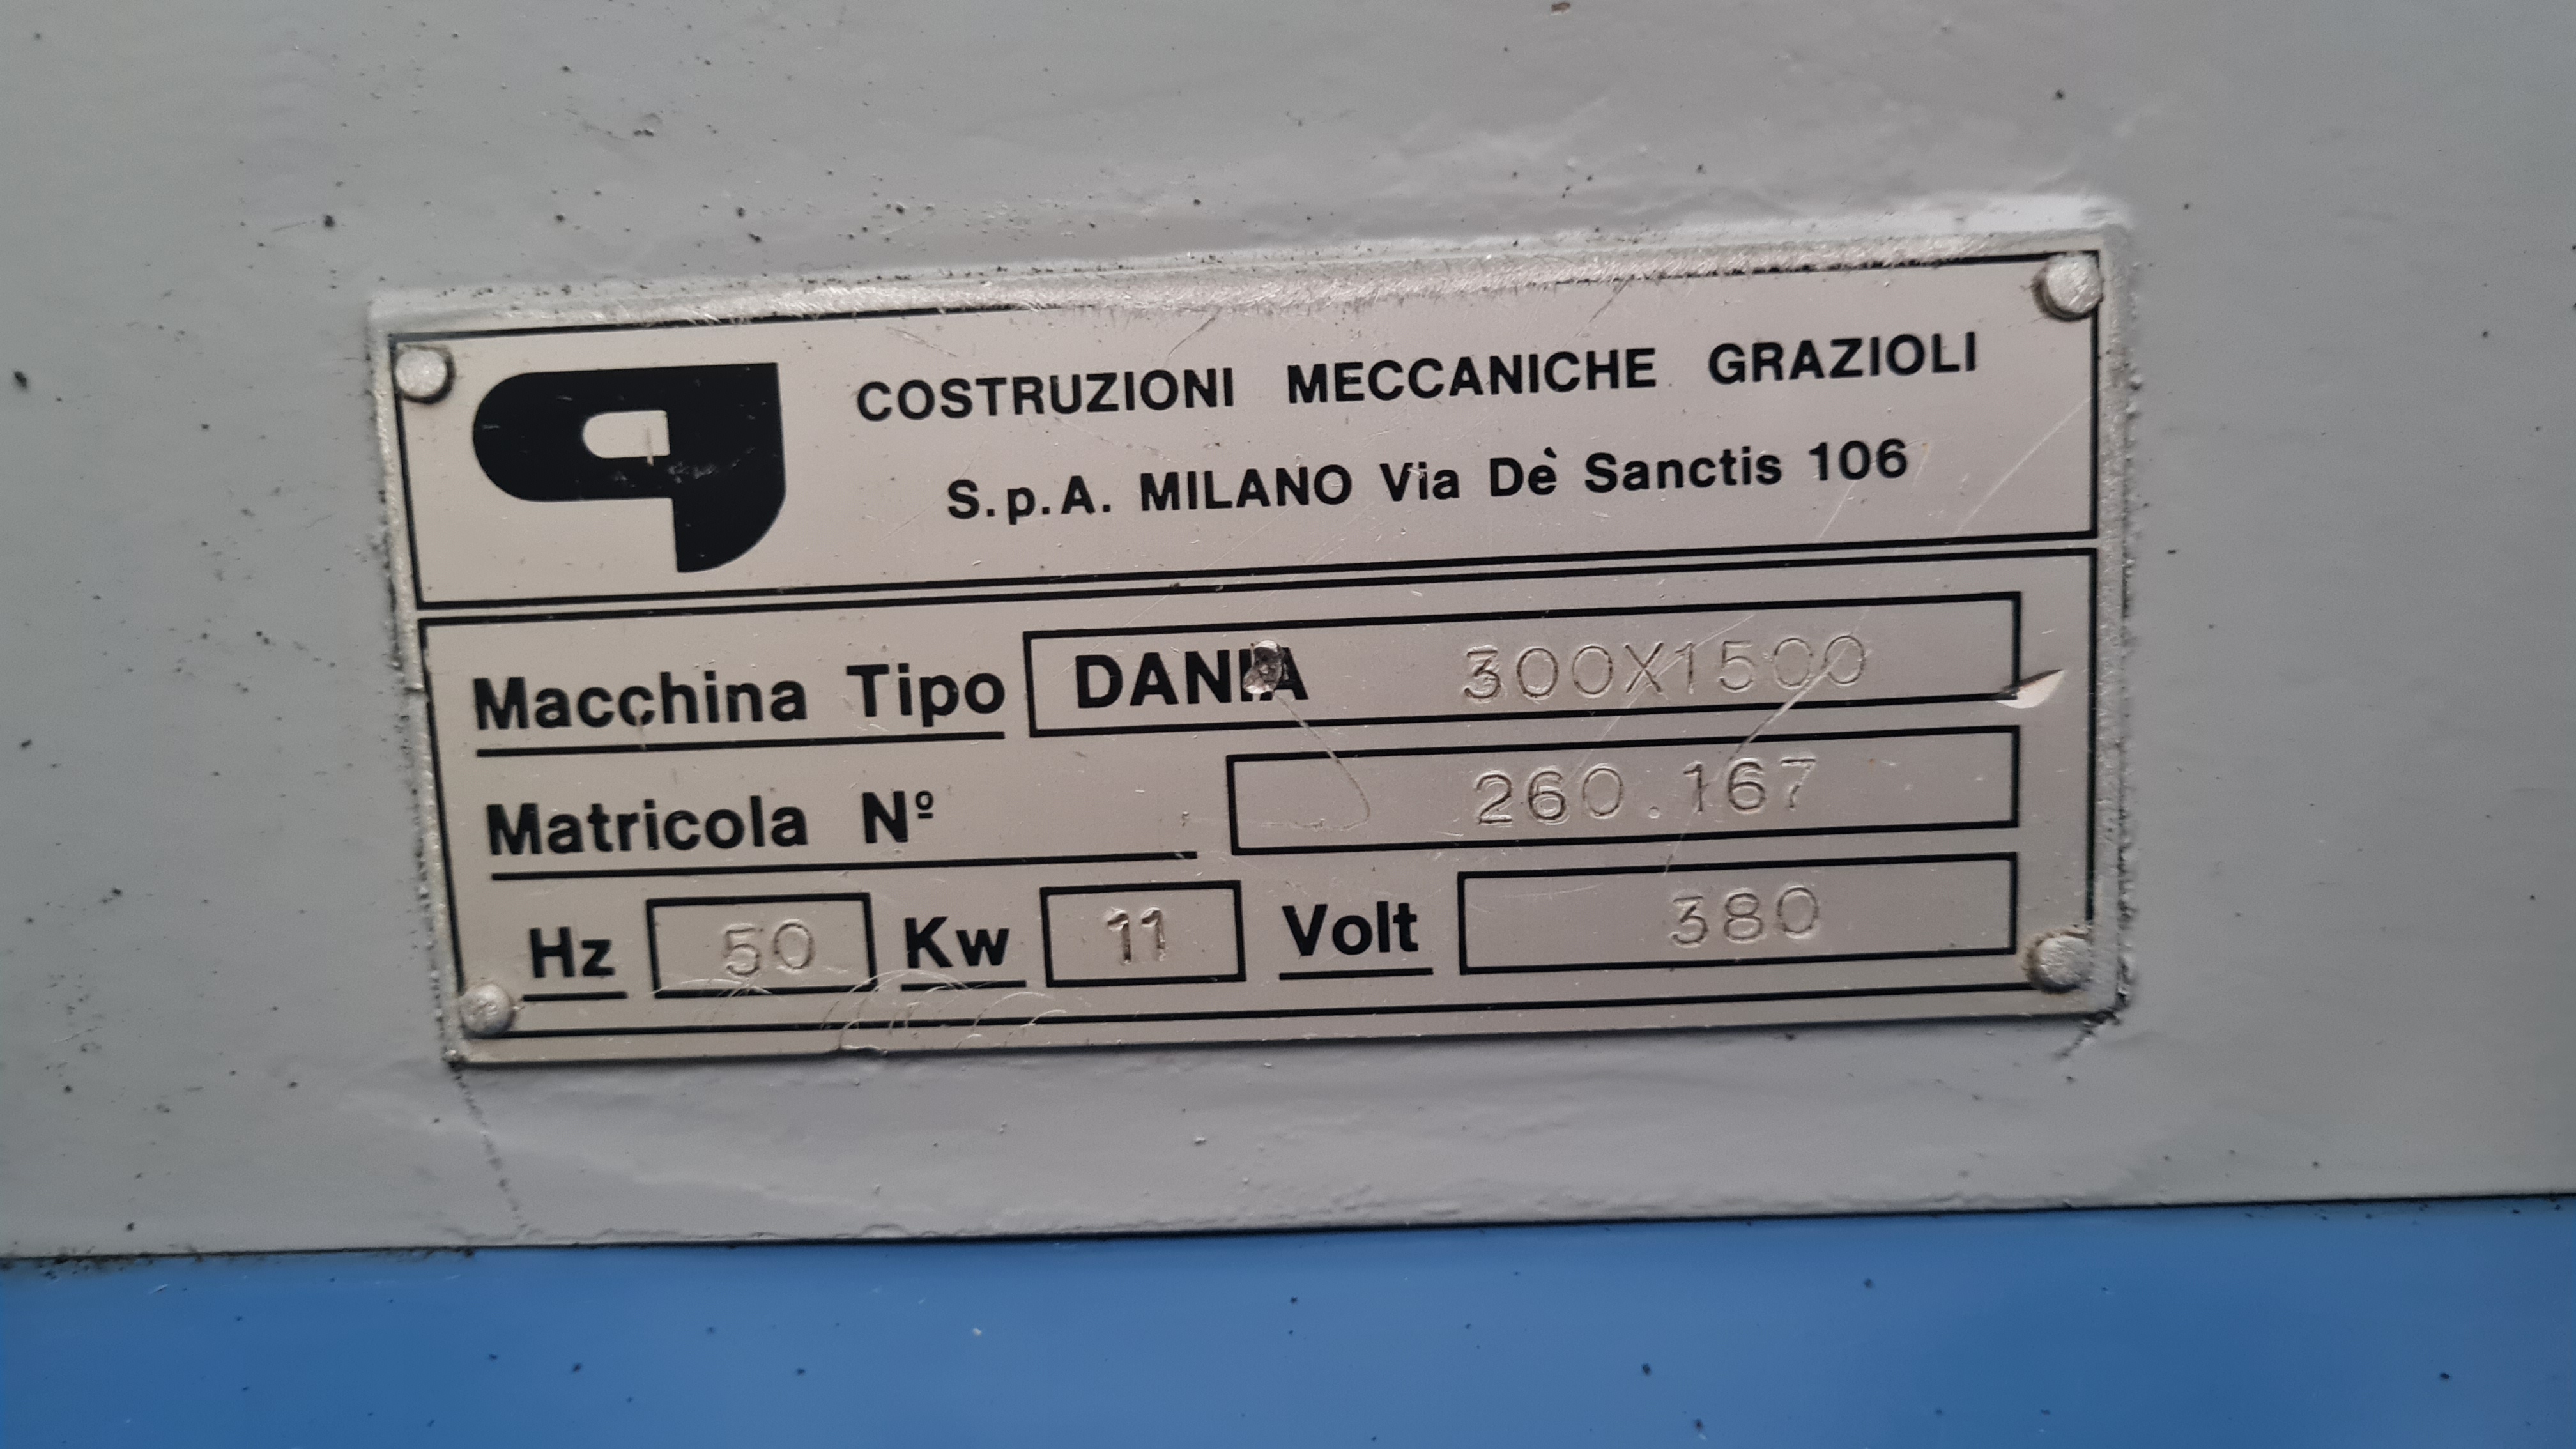 COSTRUZIONI MECCANICHE GRAZIOLI
S.p.A. MILANO Via Dè Sanctis 106
Macchina Tipo DANIA 300X1500
Matricola Nº 260.167
Hz 50 Kw 11 Volt 380